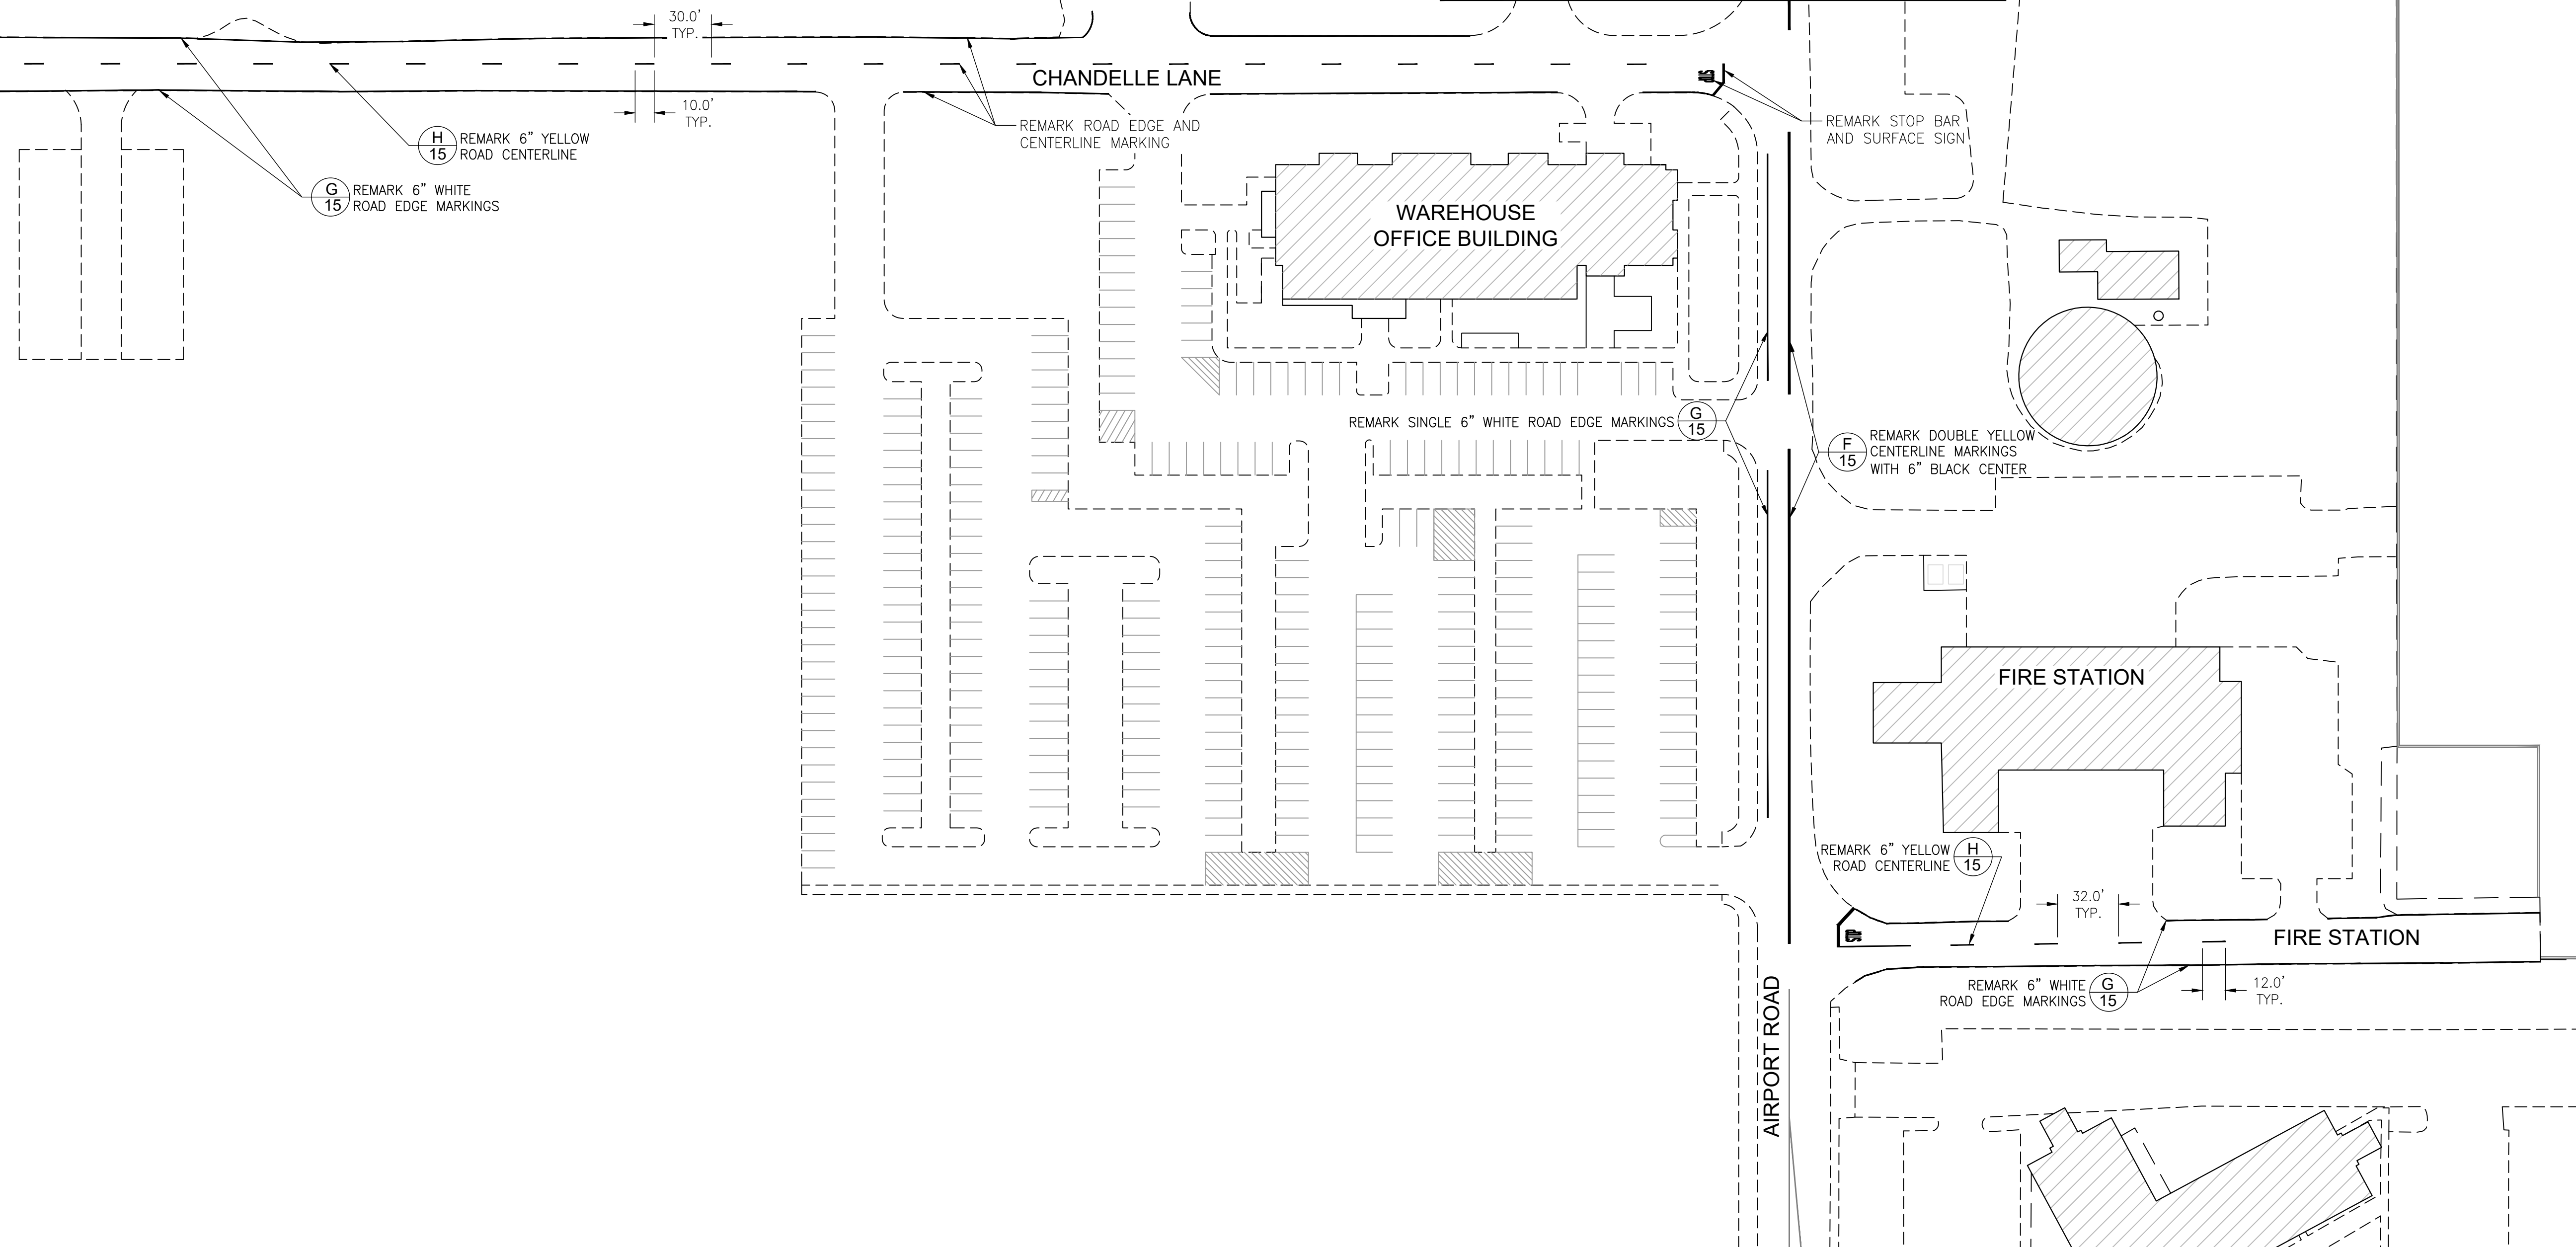 30.0'
TYP.
CHANDELLE LANE
10.0'
TYP.
H
15
REMARK 6” YELLOW
ROAD CENTERLINE
G
15
REMARK 6” WHITE
ROAD EDGE MARKINGS
REMARK ROAD EDGE AND
CENTERLINE MARKING
STOP
REMARK STOP BAR
AND SURFACE SIGN
WAREHOUSE
OFFICE BUILDING
REMARK SINGLE 6” WHITE ROAD EDGE MARKINGS
G
15
F
15
REMARK DOUBLE YELLOW
CENTERLINE MARKINGS
WITH 6” BLACK CENTER
FIRE STATION
REMARK 6” YELLOW
ROAD CENTERLINE
H
15
32.0'
TYP.
STOP
FIRE STATION
REMARK 6” WHITE
ROAD EDGE MARKINGS
G
15
12.0'
TYP.
AIRPORT ROAD